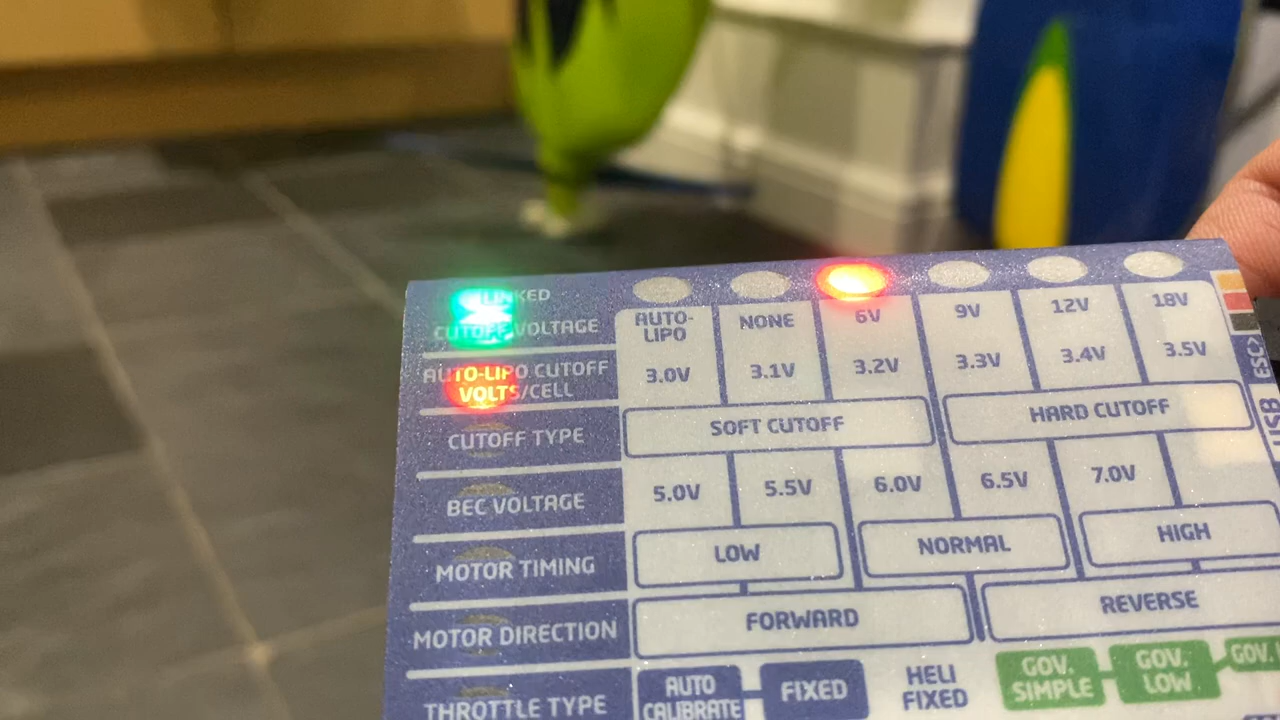 LINKED
CUTOFF VOLTAGE
AUTO-LIPO NONE 6V 9V 12V 18V
AUTO-LIPO CUTOFF VOLTS/CELL
3.0V 3.1V 3.2V 3.3V 3.4V 3.5V
CUTOFF TYPE
SOFT CUTOFF HARD CUTOFF
BEC VOLTAGE
5.0V 5.5V 6.0V 6.5V 7.0V
MOTOR TIMING
LOW NORMAL HIGH
MOTOR DIRECTION
FORWARD REVERSE
THROTTLE TYPE
AUTO CALIBRATE FIXED HELI FIXED GOV. SIMPLE GOV. LOW GOV.
ESC>